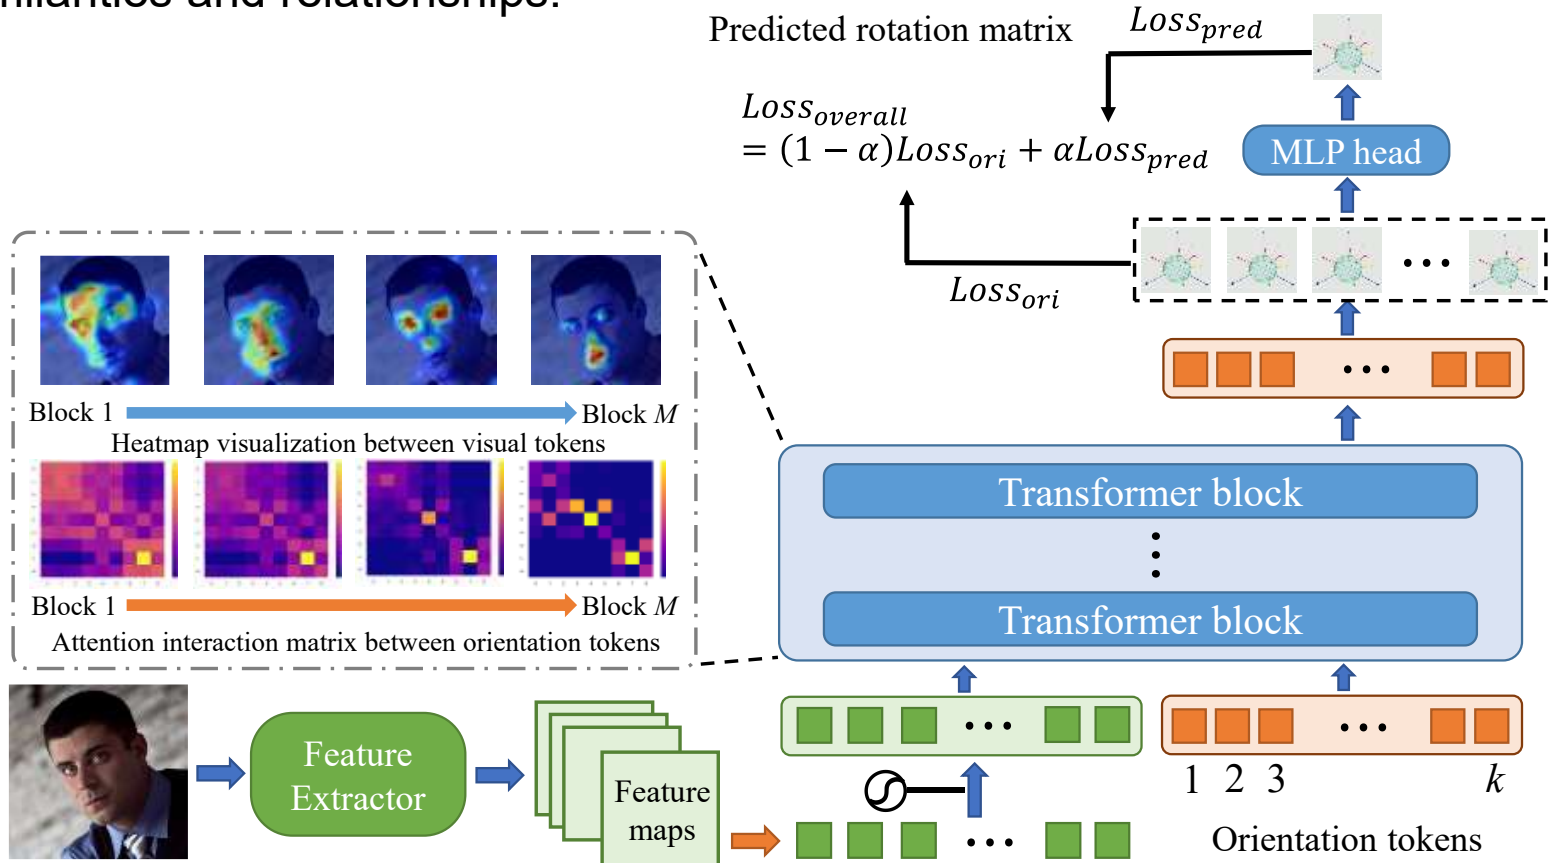 and relationships.
Predicted rotation matrix
Loss_pred
Loss_overall
= (1 − α)Loss_ori + αLoss_pred
MLP head
Loss_ori
Block 1
Block M
Heatmap visualization between visual tokens
Block 1
Block M
Attention interaction matrix between orientation tokens
Transformer block
Transformer block
Feature
Extractor
Feature
maps
1 2 3 k
Orientation tokens